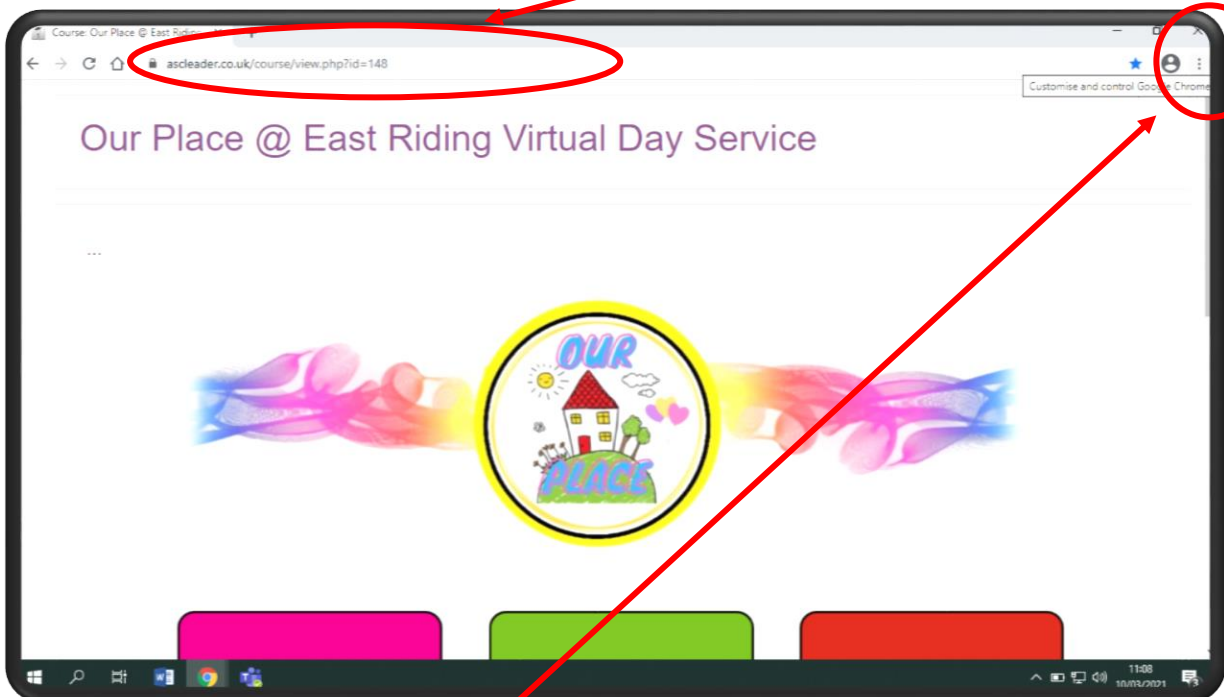 Course: Our Place @ East Riding
ascleader.co.uk/course/view.php?id=148
Customise and control Google Chrome
Our Place @ East Riding Virtual Day Service
---
OUR
PLACE
11:08
10/03/2021